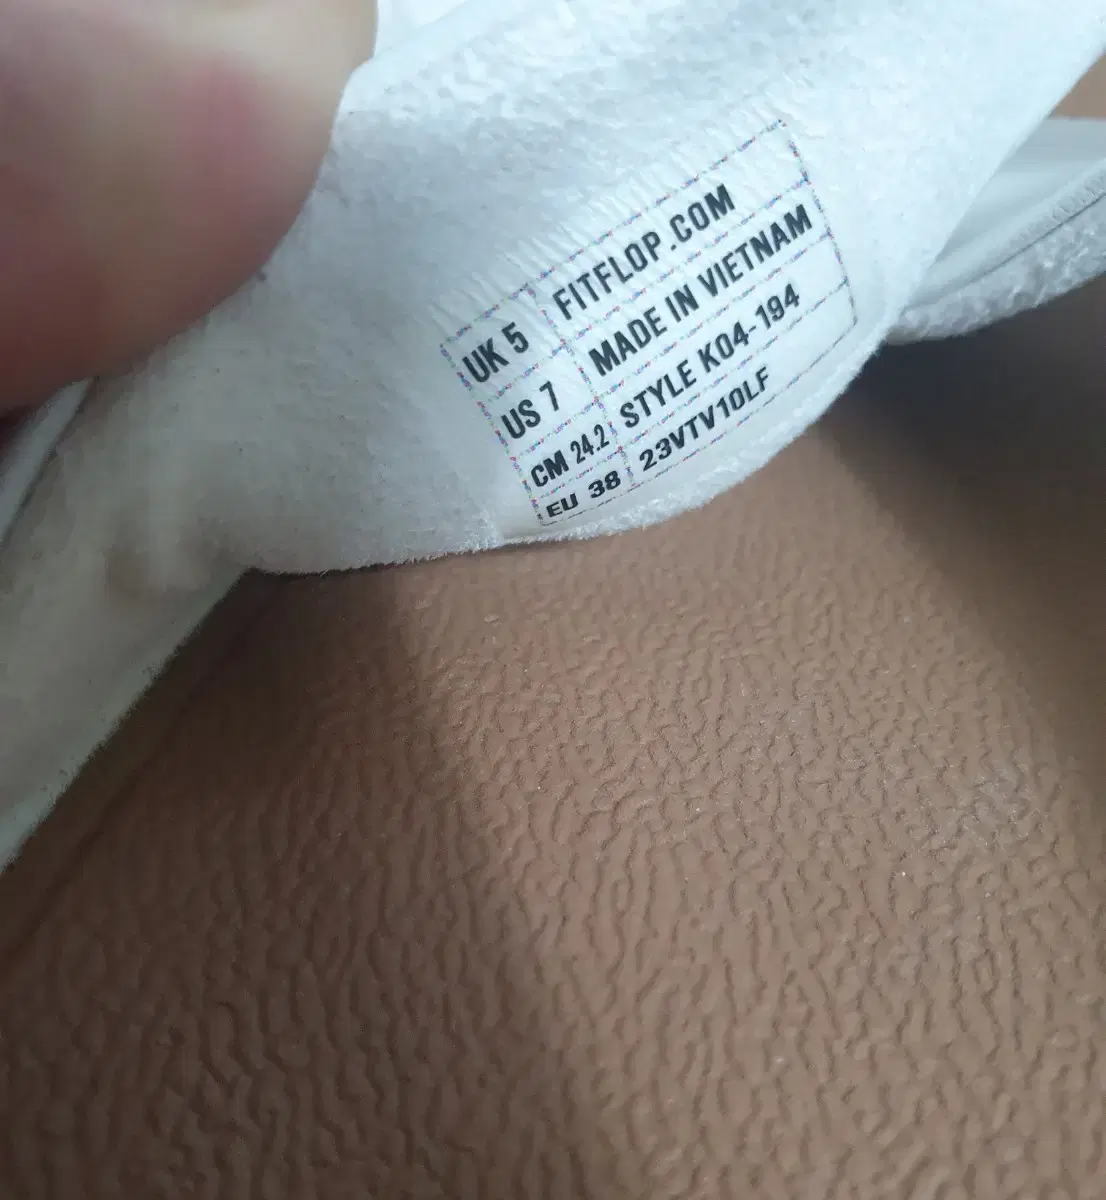 UK 5 FITFLOP.COM
US 7 MADE IN VIETNAM
CM 24.2 STYLE K04-194
EU 38 23VTV10LF